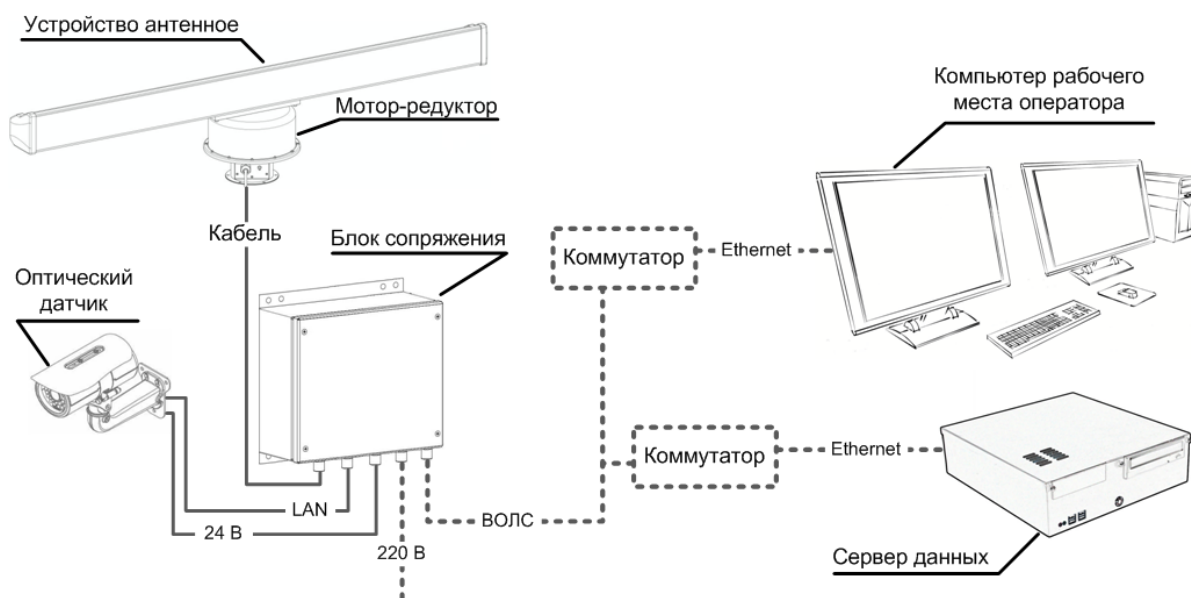 Устройство антенное
Мотор-редуктор
Компьютер рабочего
места оператора
Кабель
Блок сопряжения
Коммутатор
Ethernet
Оптический
датчик
Коммутатор
Ethernet
LAN
24 В
ВОЛС
220 В
Сервер данных